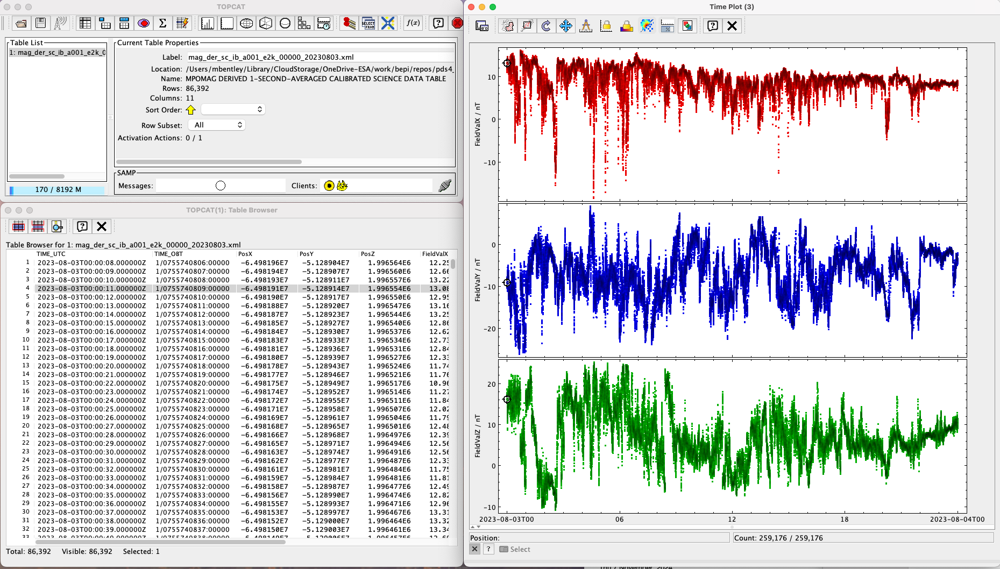 TOPCAT
Table List
1: mag_der_sc_ib_a001_e2k_0
170 / 8192 M
Current Table Properties
Label: mag_der_sc_ib_a001_e2k_00000_20230803.xml
Location: /Users/mbentley/Library/CloudStorage/OneDrive-ESA/work/bepi/repos/pds4_
Name: MPOMAG DERIVED 1-SECOND-AVERAGED CALIBRATED SCIENCE DATA TABLE
Rows: 86,392
Columns: 11
Sort Order:
Row Subset: All
Activation Actions: 0 / 1
SAMP
Messages:
Clients:
SELECT FROM
f(x)
TOPCAT(1): Table Browser
Table Browser for 1: mag_der_sc_ib_a001_e2k_00000_20230803.xml
TIME_UTC TIME_OBT PosX PosY PosZ FieldValX
1 2023-08-03T00:00:08.000000Z 1/0755740806:00000 -6.498196E7 -5.128904E7 1.996564E6 12.25
2 2023-08-03T00:00:09.000000Z 1/0755740807:00000 -6.498194E7 -5.128907E7 1.996560E6 12.66
3 2023-08-03T00:00:10.000000Z 1/0755740808:00000 -6.498193E7 -5.128911E7 1.996557E6 13.22
4 2023-08-03T00:00:11.000000Z 1/0755740809:00000 -6.498191E7 -5.128914E7 1.996554E6 13.08
5 2023-08-03T00:00:12.000000Z 1/0755740810:00000 -6.498190E7 -5.128917E7 1.996550E6 12.95
6 2023-08-03T00:00:13.000000Z 1/0755740811:00000 -6.498188E7 -5.128920E7 1.996547E6 13.16
7 2023-08-03T00:00:14.000000Z 1/0755740812:00000 -6.498187E7 -5.128923E7 1.996544E6 13.25
8 2023-08-03T00:00:15.000000Z 1/0755740813:00000 -6.498185E7 -5.128927E7 1.996540E6 12.86
9 2023-08-03T00:00:16.000000Z 1/0755740814:00000 -6.498184E7 -5.128930E7 1.996537E6 12.62
10 2023-08-03T00:00:17.000000Z 1/0755740815:00000 -6.498183E7 -5.128933E7 1.996534E6 12.73
11 2023-08-03T00:00:18.000000Z 1/0755740816:00000 -6.498181E7 -5.128936E7 1.996531E6 12.84
12 2023-08-03T00:00:19.000000Z 1/0755740817:00000 -6.498180E7 -5.128939E7 1.996527E6 12.33
13 2023-08-03T00:00:20.000000Z 1/0755740818:00000 -6.498178E7 -5.128943E7 1.996524E6 11.74
14 2023-08-03T00:00:21.000000Z 1/0755740819:00000 -6.498177E7 -5.128946E7 1.996521E6 11.76
15 2023-08-03T00:00:22.000000Z 1/0755740820:00000 -6.498175E7 -5.128949E7 1.996517E6 10.96
16 2023-08-03T00:00:23.000000Z 1/0755740821:00000 -6.498174E7 -5.128952E7 1.996514E6 11.27
17 2023-08-03T00:00:24.000000Z 1/0755740822:00000 -6.498172E7 -5.128955E7 1.996511E6 11.84
18 2023-08-03T00:00:25.000000Z 1/0755740823:00000 -6.498171E7 -5.128958E7 1.996507E6 12.02
19 2023-08-03T00:00:26.000000Z 1/0755740824:00000 -6.498169E7 -5.128961E7 1.996504E6 11.79
20 2023-08-03T00:00:27.000000Z 1/0755740825:00000 -6.498168E7 -5.128965E7 1.996501E6 12.48
21 2023-08-03T00:00:28.000000Z 1/0755740826:00000 -6.498166E7 -5.128968E7 1.996497E6 12.39
22 2023-08-03T00:00:29.000000Z 1/0755740827:00000 -6.498165E7 -5.128971E7 1.996494E6 12.56
23 2023-08-03T00:00:30.000000Z 1/0755740828:00000 -6.498163E7 -5.128974E7 1.996491E6 12.56
24 2023-08-03T00:00:31.000000Z 1/0755740829:00000 -6.498162E7 -5.128977E7 1.996487E6 12.33
25 2023-08-03T00:00:32.000000Z 1/0755740830:00000 -6.498161E7 -5.128981E7 1.996484E6 11.75
26 2023-08-03T00:00:33.000000Z 1/0755740831:00000 -6.498159E7 -5.128984E7 1.996481E6 11.81
27 2023-08-03T00:00:34.000000Z 1/0755740832:00000 -6.498158E7 -5.128987E7 1.996477E6 12.49
28 2023-08-03T00:00:35.000000Z 1/0755740833:00000 -6.498156E7 -5.128990E7 1.996474E6 12.82
29 2023-08-03T00:00:36.000000Z 1/0755740834:00000 -6.498155E7 -5.128993E7 1.996471E6 12.96
30 2023-08-03T00:00:37.000000Z 1/0755740835:00000 -6.498153E7 -5.128997E7 1.996467E6 13.31
31 2023-08-03T00:00:38.000000Z 1/0755740836:00000 -6.498152E7 -5.129000E7 1.996464E6 13.32
32 2023-08-03T00:00:39.000000Z 1/0755740837:00000 -6.498150E7 -5.129003E7 1.996461E6 13.34
Total: 86,392 Visible: 86,392 Selected: 1
Time Plot (3)
10
0
-10
FieldValX / nT
0
-10
-20
FieldValY / nT
20
10
0
-10
FieldValZ / nT
2023-08-03T00 06 12 18 2023-08-04T00
Position:
Count: 259,176 / 259,176
Select